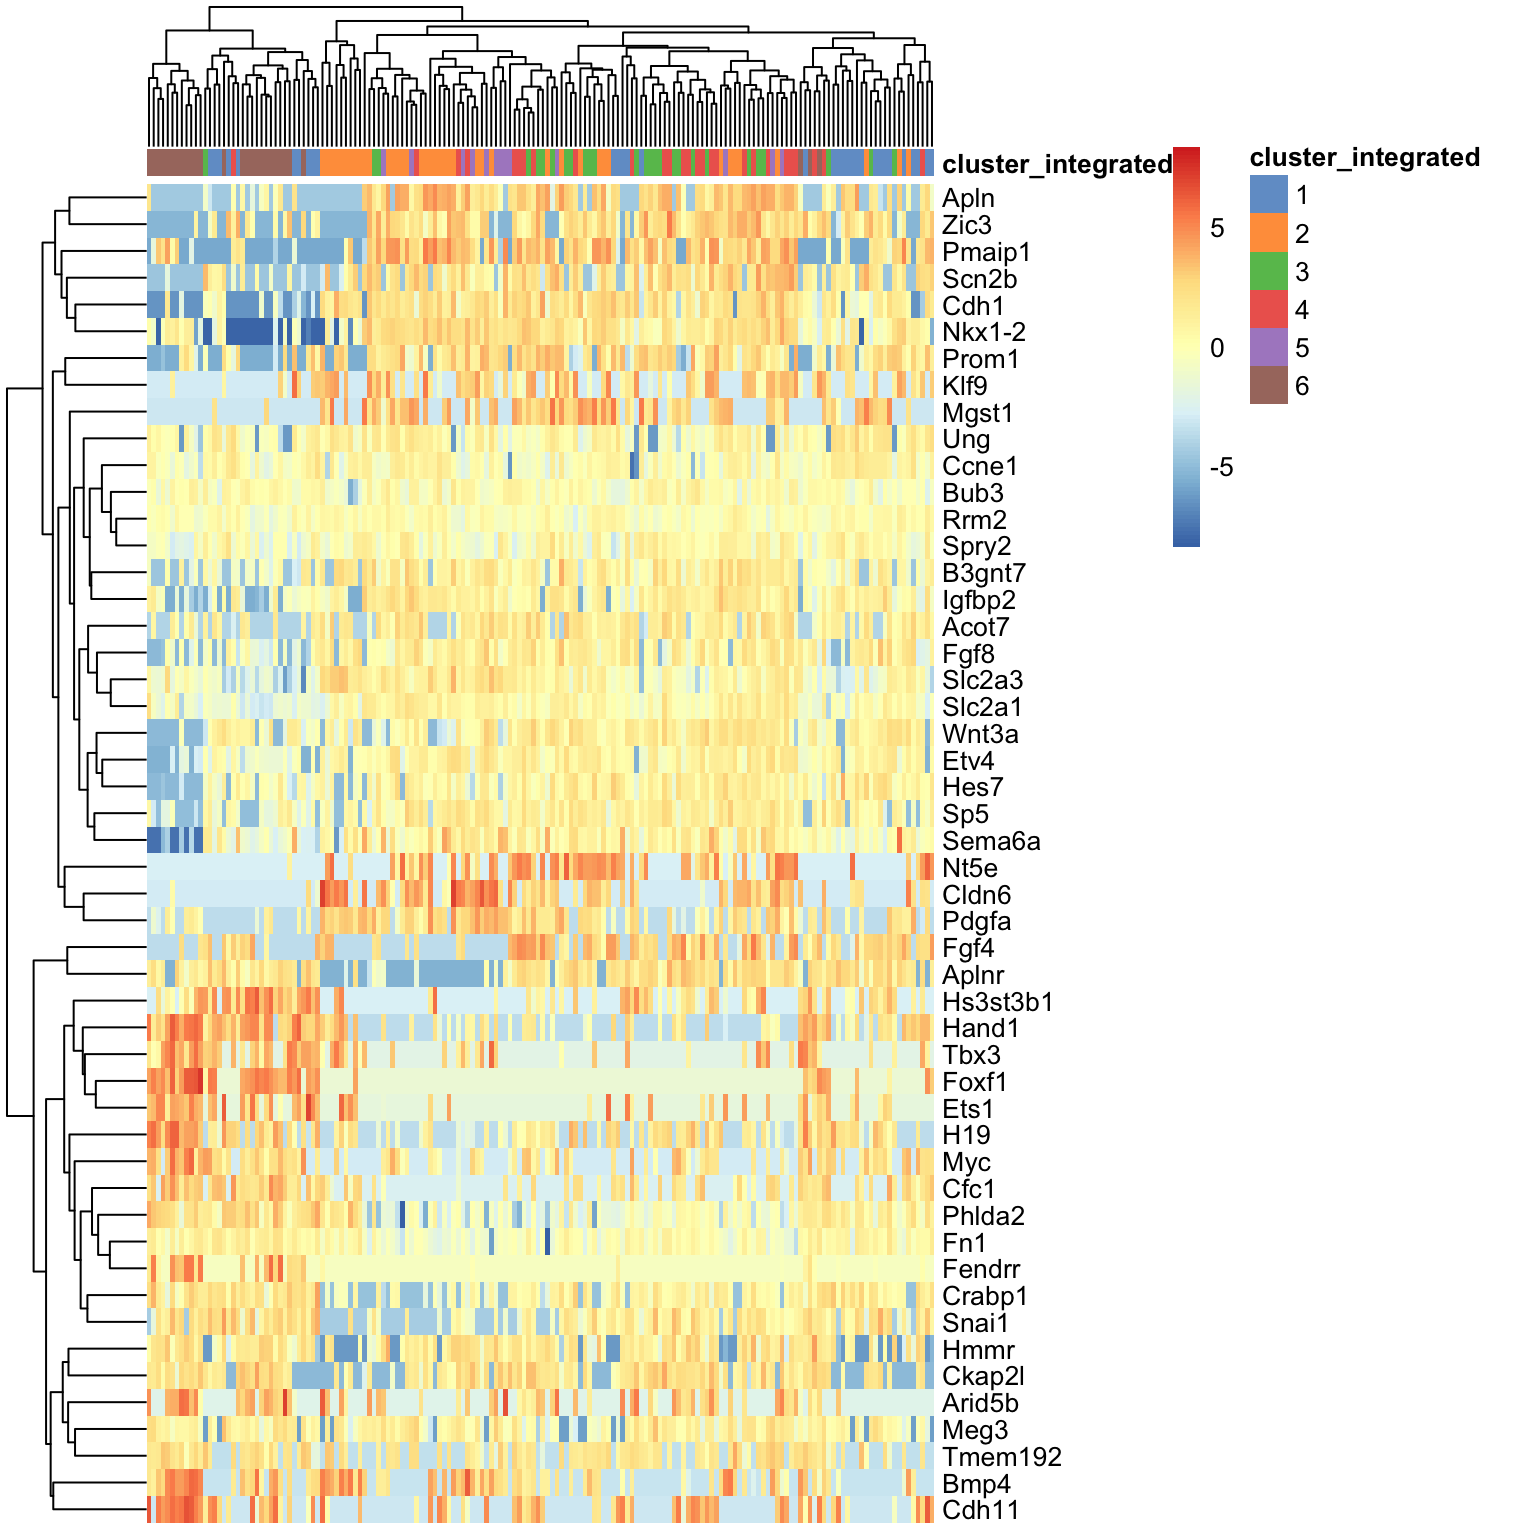 cluster_integrated
Apln
Zic3
Pmaip1
Scn2b
Cdh1
Nkx1-2
Prom1
Klf9
Mgst1
Ung
Ccne1
Bub3
Rrm2
Spry2
B3gnt7
Igfbp2
Acot7
Fgf8
Slc2a3
Slc2a1
Wnt3a
Etv4
Hes7
Sp5
Sema6a
Nt5e
Cldn6
Pdgfa
Fgf4
Aplnr
Hs3st3b1
Hand1
Tbx3
Foxf1
Ets1
H19
Myc
Cfc1
Phlda2
Fn1
Fendrr
Crabp1
Snai1
Hmmr
Ckap2l
Arid5b
Meg3
Tmem192
Bmp4
Cdh11
5
0
-5
cluster_integrated
1
2
3
4
5
6